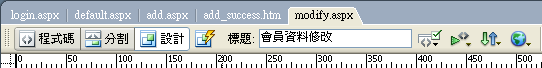 login.aspx default.aspx add.aspx add_success.htm modify.aspx
程式碼 分割 設計 標題: 會員資料修改
0 50 100 150 200 250 300 350 400 450 500